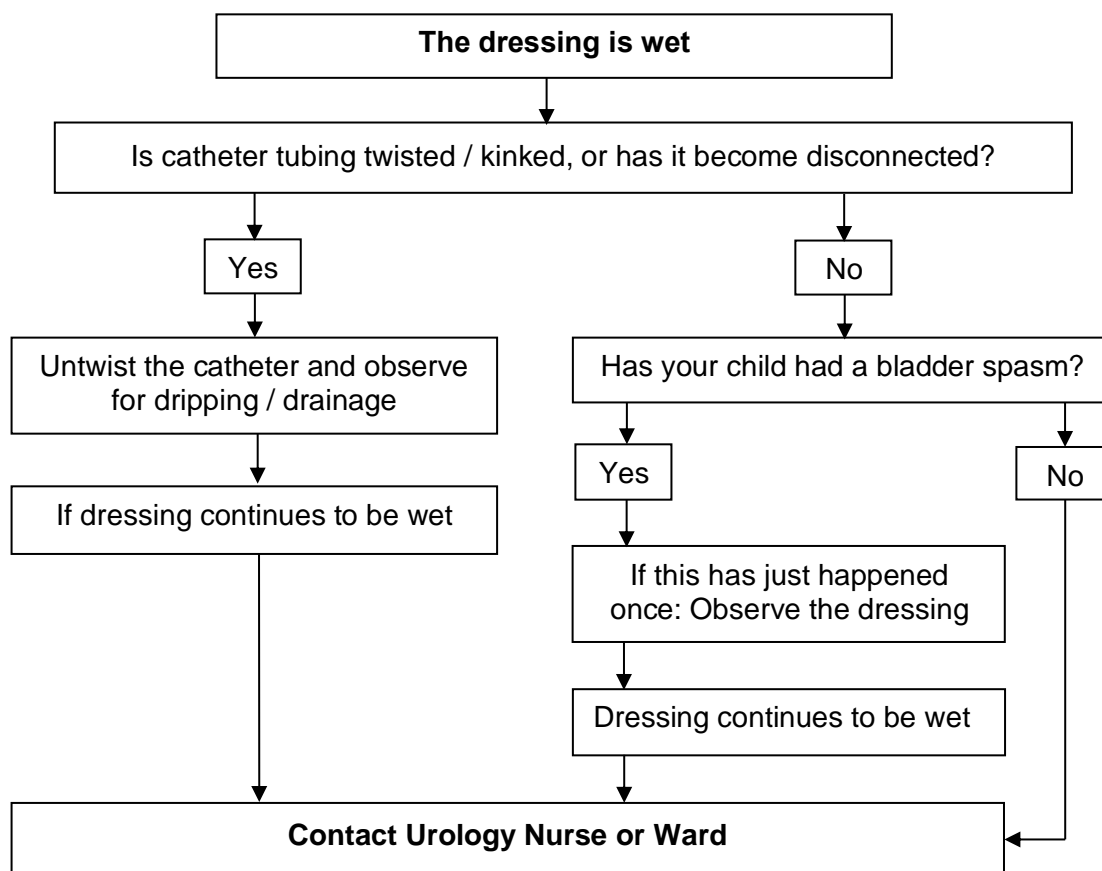 The dressing is wet
Is catheter tubing twisted / kinked, or has it become disconnected?
Yes
No
Untwist the catheter and observe
for dripping / drainage
Has your child had a bladder spasm?
Yes
No
If dressing continues to be wet
If this has just happened
once: Observe the dressing
Dressing continues to be wet
Contact Urology Nurse or Ward